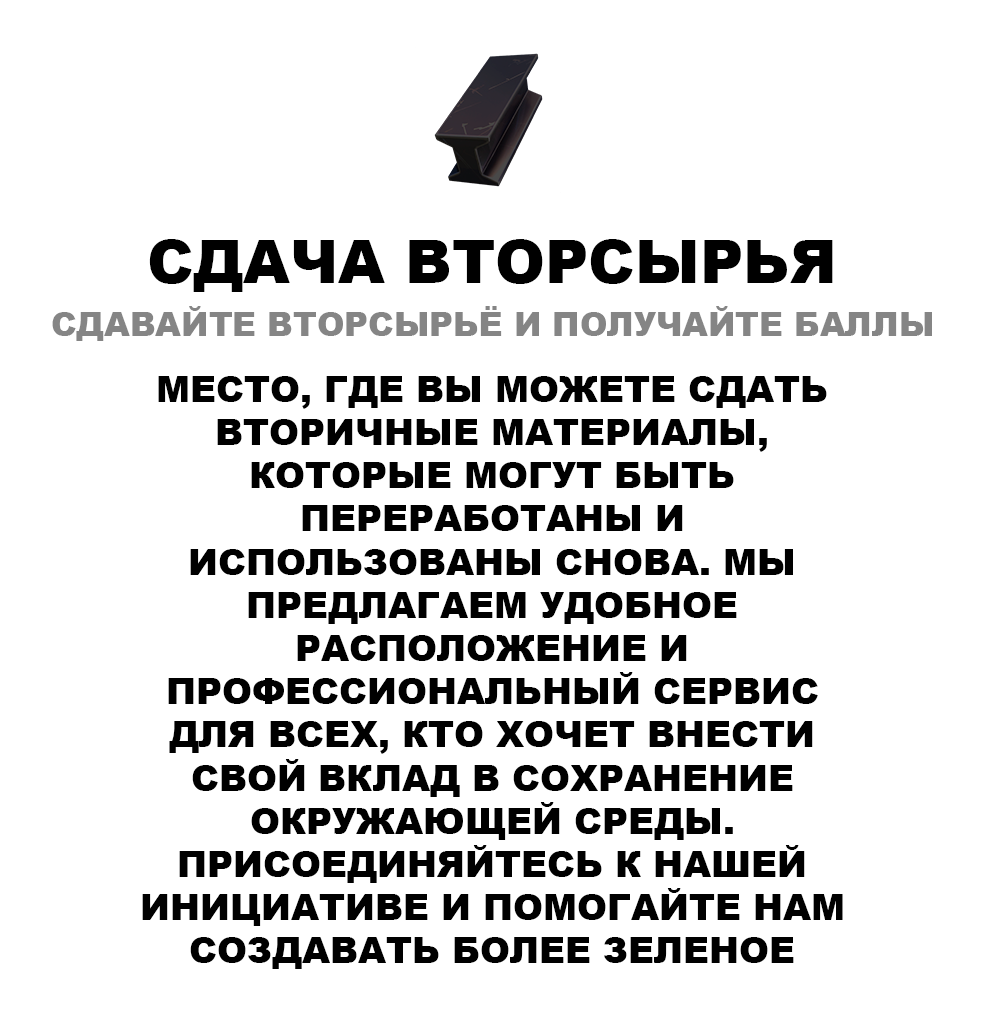 СДАЧА ВТОРСЫРЬЯ
СДАВАЙТЕ ВТОРСЫРЬЁ И ПОЛУЧАЙТЕ БАЛЛЫ
МЕСТО, ГДЕ ВЫ МОЖЕТЕ СДАТЬ
ВТОРИЧНЫЕ МАТЕРИАЛЫ,
КОТОРЫЕ МОГУТ БЫТЬ
ПЕРЕРАБОТАНЫ И
ИСПОЛЬЗОВАНЫ СНОВА. МЫ
ПРЕДЛАГАЕМ УДОБНОЕ
РАСПОЛОЖЕНИЕ И
ПРОФЕССИОНАЛЬНЫЙ СЕРВИС
ДЛЯ ВСЕХ, КТО ХОЧЕТ ВНЕСТИ
СВОЙ ВКЛАД В СОХРАНЕНИЕ
ОКРУЖАЮЩЕЙ СРЕДЫ.
ПРИСОЕДИНЯЙТЕСЬ К НАШЕЙ
ИНИЦИАТИВЕ И ПОМОГАЙТЕ НАМ
СОЗДАВАТЬ БОЛЕЕ ЗЕЛЕНОЕ